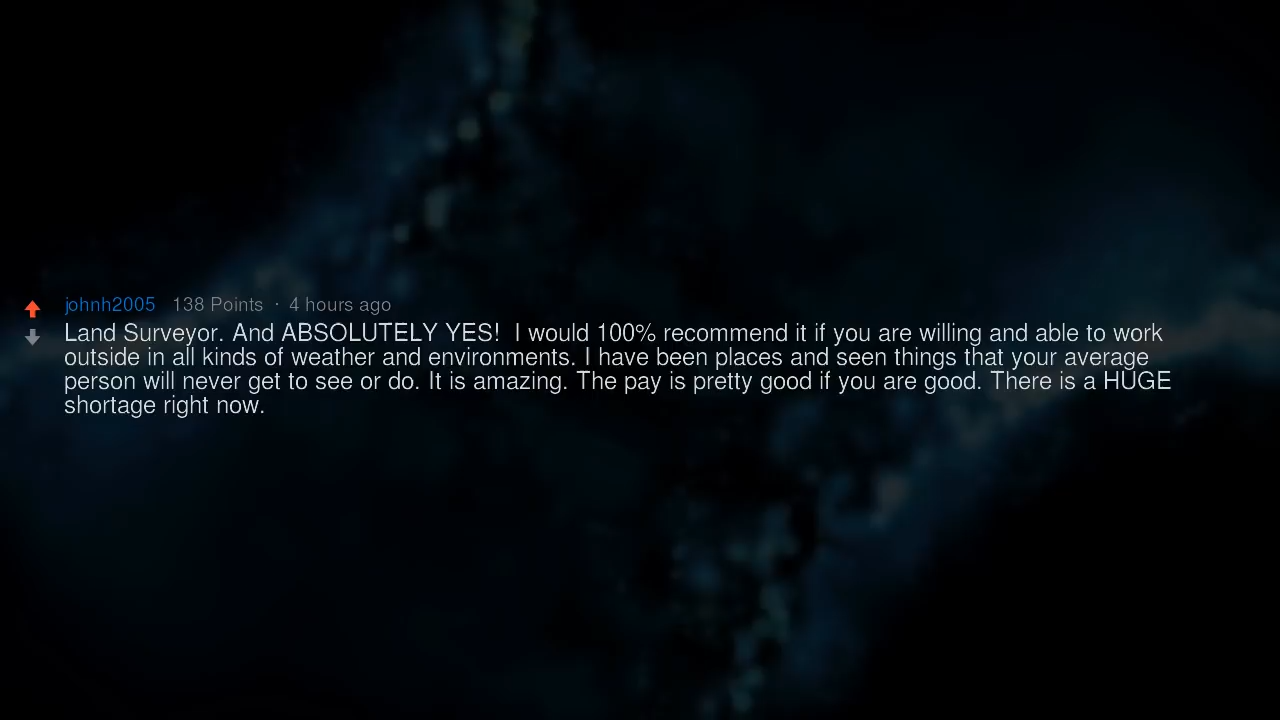 johnh2005 138 Points · 4 hours ago
Land Surveyor. And ABSOLUTELY YES!  I would 100% recommend it if you are willing and able to work
outside in all kinds of weather and environments. I have been places and seen things that your average
person will never get to see or do. It is amazing. The pay is pretty good if you are good. There is a HUGE
shortage right now.